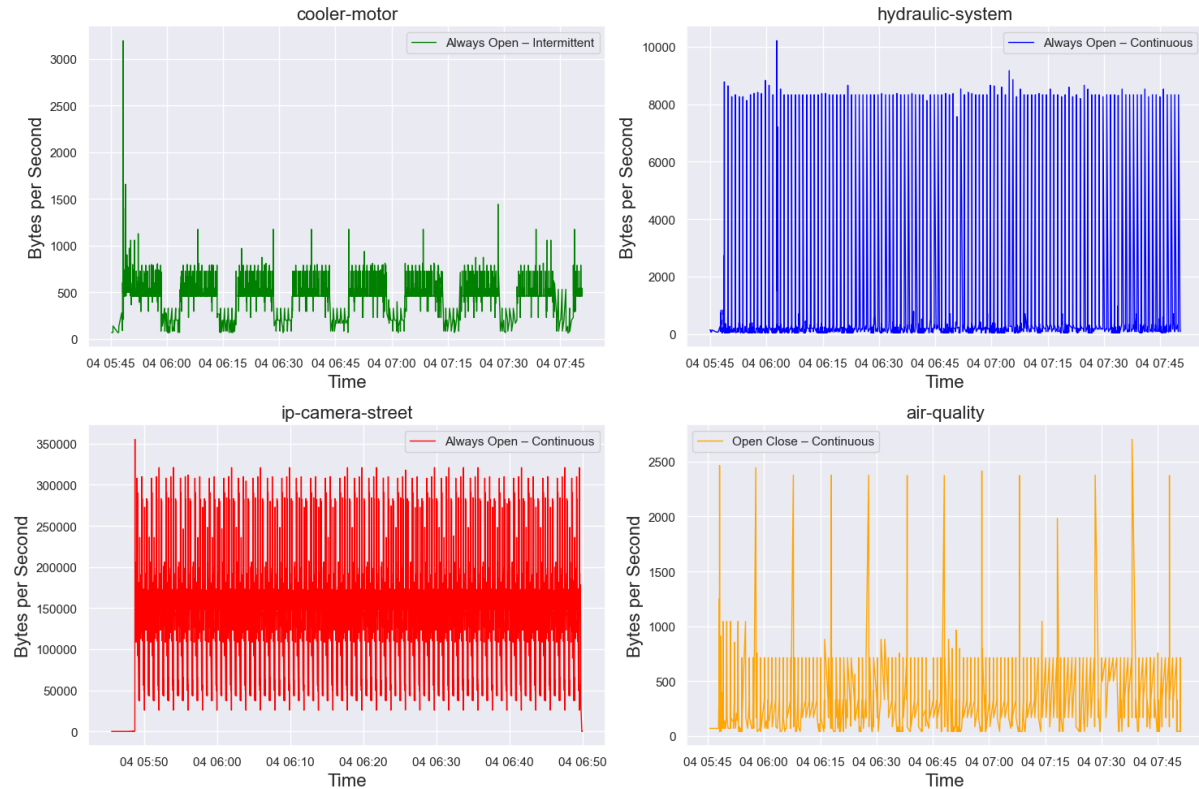 cooler-motor
Always Open – Intermittent
Bytes per Second
3000
2500
2000
1500
1000
500
0
04 05:45 04 06:00 04 06:15 04 06:30 04 06:45 04 07:00 04 07:15 04 07:30 04 07:45
Time
hydraulic-system
Always Open – Continuous
Bytes per Second
10000
8000
6000
4000
2000
0
04 05:45 04 06:00 04 06:15 04 06:30 04 06:45 04 07:00 04 07:15 04 07:30 04 07:45
Time
ip-camera-street
Always Open – Continuous
Bytes per Second
350000
300000
250000
200000
150000
100000
50000
0
04 05:50 04 06:00 04 06:10 04 06:20 04 06:30 04 06:40 04 06:50
Time
air-quality
Open Close – Continuous
Bytes per Second
2500
2000
1500
1000
500
0
04 05:45 04 06:00 04 06:15 04 06:30 04 06:45 04 07:00 04 07:15 04 07:30 04 07:45
Time